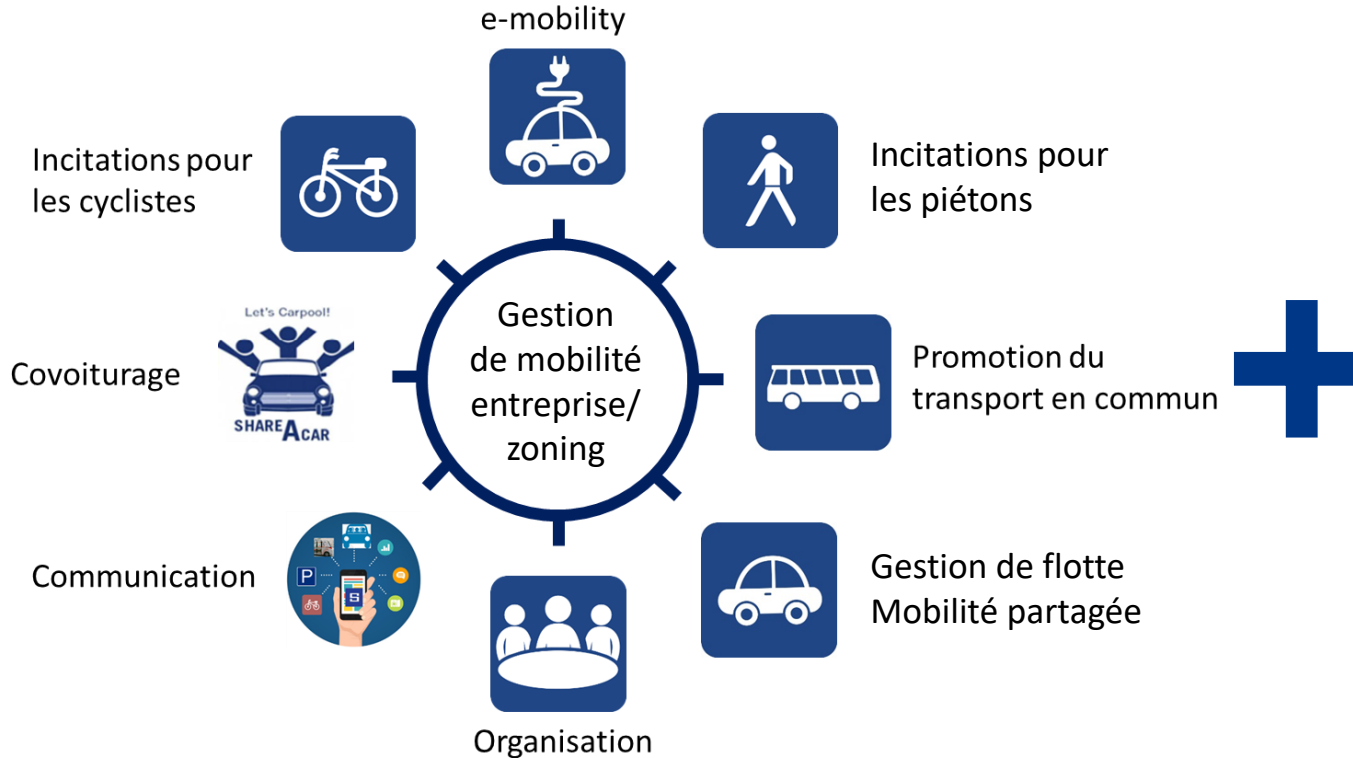 e-mobility
Incitations pour
les cyclistes
Incitations pour
les piétons
Let's Carpool!
Covoiturage
SHARE A CAR
Gestion
de mobilité
entreprise/
zoning
Promotion du
transport en commun
Communication
P
S
Gestion de flotte
Mobilité partagée
Organisation